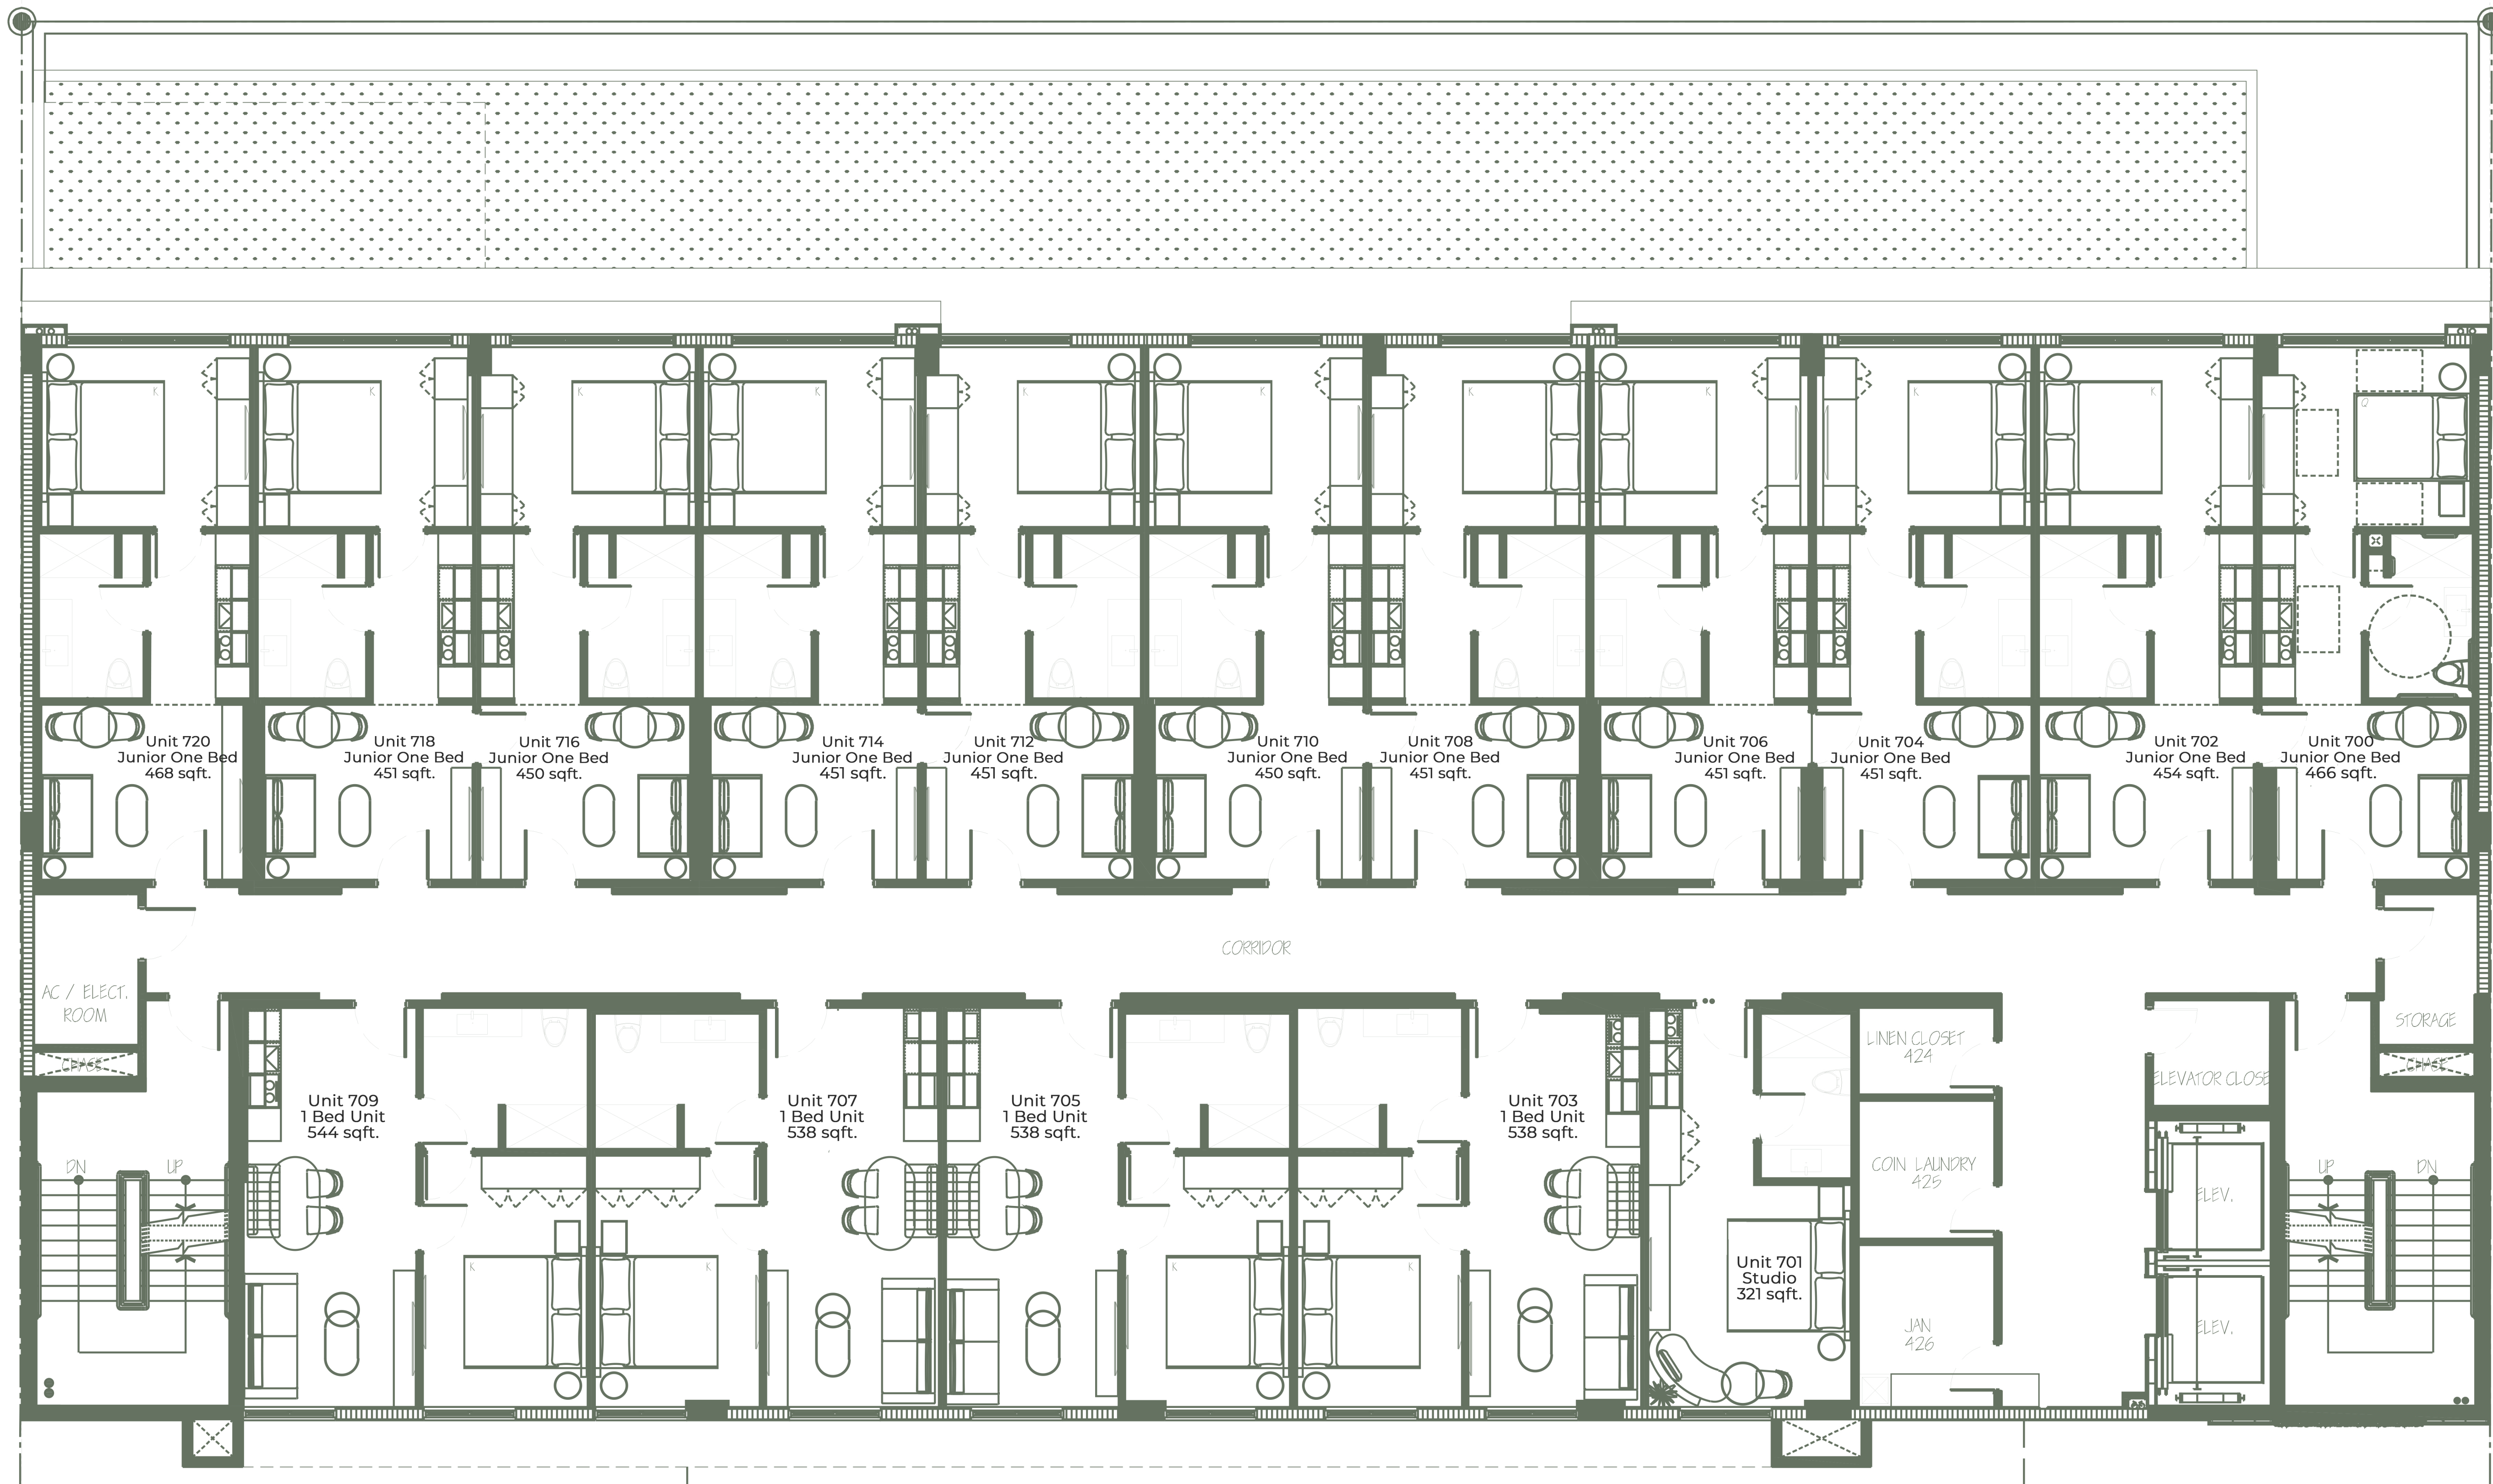 K
K
K
K
K
K
K
K
K
K
Q
Unit 720
Junior One Bed
468 sqft.
Unit 718
Junior One Bed
451 sqft.
Unit 716
Junior One Bed
450 sqft.
Unit 714
Junior One Bed
451 sqft.
Unit 712
Junior One Bed
451 sqft.
Unit 710
Junior One Bed
450 sqft.
Unit 708
Junior One Bed
451 sqft.
Unit 706
Junior One Bed
451 sqft.
Unit 704
Junior One Bed
451 sqft.
Unit 702
Junior One Bed
454 sqft.
Unit 700
Junior One Bed
466 sqft.
CORRIDOR
AC / ELECT.
ROOM
CHASE
STORAGE
CHASE
LINEN CLOSET
424
ELEVATOR CLOSE
Unit 709
1 Bed Unit
544 sqft.
Unit 707
1 Bed Unit
538 sqft.
Unit 705
1 Bed Unit
538 sqft.
Unit 703
1 Bed Unit
538 sqft.
COIN LAUNDRY
425
DN
UP
ELEV.
UP
DN
K
K
K
K
Unit 701
Studio
321 sqft.
JAN
426
ELEV.